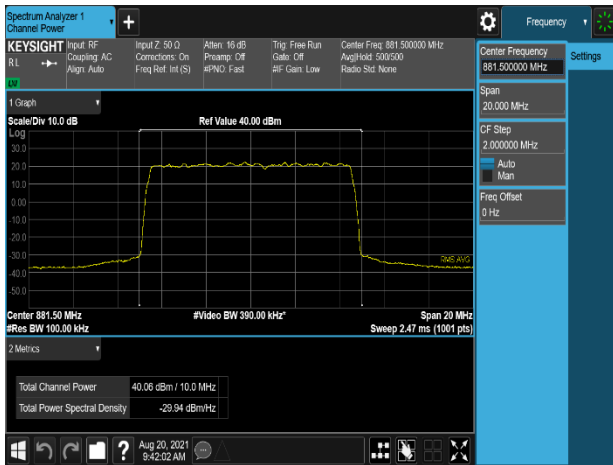 Spectrum Analyzer 1
Channel Power
Frequency
KEYSIGHT
Input: RF
Input Z: 50 Ω
Atten: 16 dB
Trig: Free Run
Center Freq: 881.500000 MHz
R L
Coupling: AC
Corrections: On
Preamp: Off
Gate: Off
Avg|Hold: 500/500
Align: Auto
Freq Ref: Int (S)
#PNO: Fast
#IF Gain: Low
Radio Std: None
Center Frequency
881.500000 MHz
Settings
Span
20.000 MHz
CF Step
2.000000 MHz
Auto
Man
Freq Offset
0 Hz
1 Graph
Scale/Div 10.0 dB
Ref Value 40.00 dBm
Log
30.0
20.0
10.0
0.00
-10.0
-20.0
-30.0
RMS AVG
-40.0
-50.0
Center 881.50 MHz
#Video BW 390.00 kHz*
Span 20 MHz
#Res BW 100.00 kHz
Sweep 2.47 ms (1001 pts)
2 Metrics
Total Channel Power
40.06 dBm / 10.0 MHz
Total Power Spectral Density
-29.94 dBm/Hz
?
Aug 20, 2021
9:42:02 AM